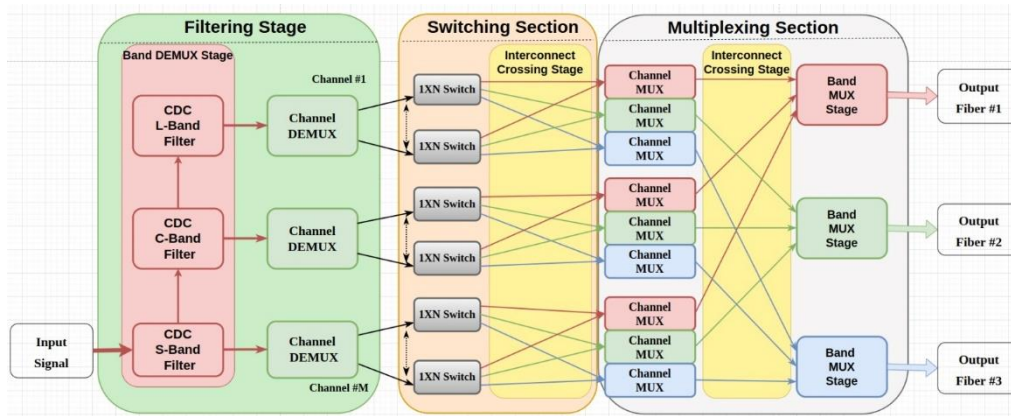 Filtering Stage
Switching Section
Multiplexing Section
Band DEMUX Stage
Interconnect
Crossing Stage
Interconnect
Crossing Stage
Channel #1
CDC
L-Band
Filter
Channel
DEMUX
CDC
C-Band
Filter
Channel
DEMUX
CDC
S-Band
Filter
Channel
DEMUX
Channel #M
Input
Signal
1XN Switch
1XN Switch
1XN Switch
1XN Switch
1XN Switch
1XN Switch
Channel
MUX
Channel
MUX
Channel
MUX
Channel
MUX
Channel
MUX
Channel
MUX
Channel
MUX
Channel
MUX
Channel
MUX
Band
MUX
Stage
Band
MUX
Stage
Band
MUX
Stage
Output
Fiber #1
Output
Fiber #2
Output
Fiber #3